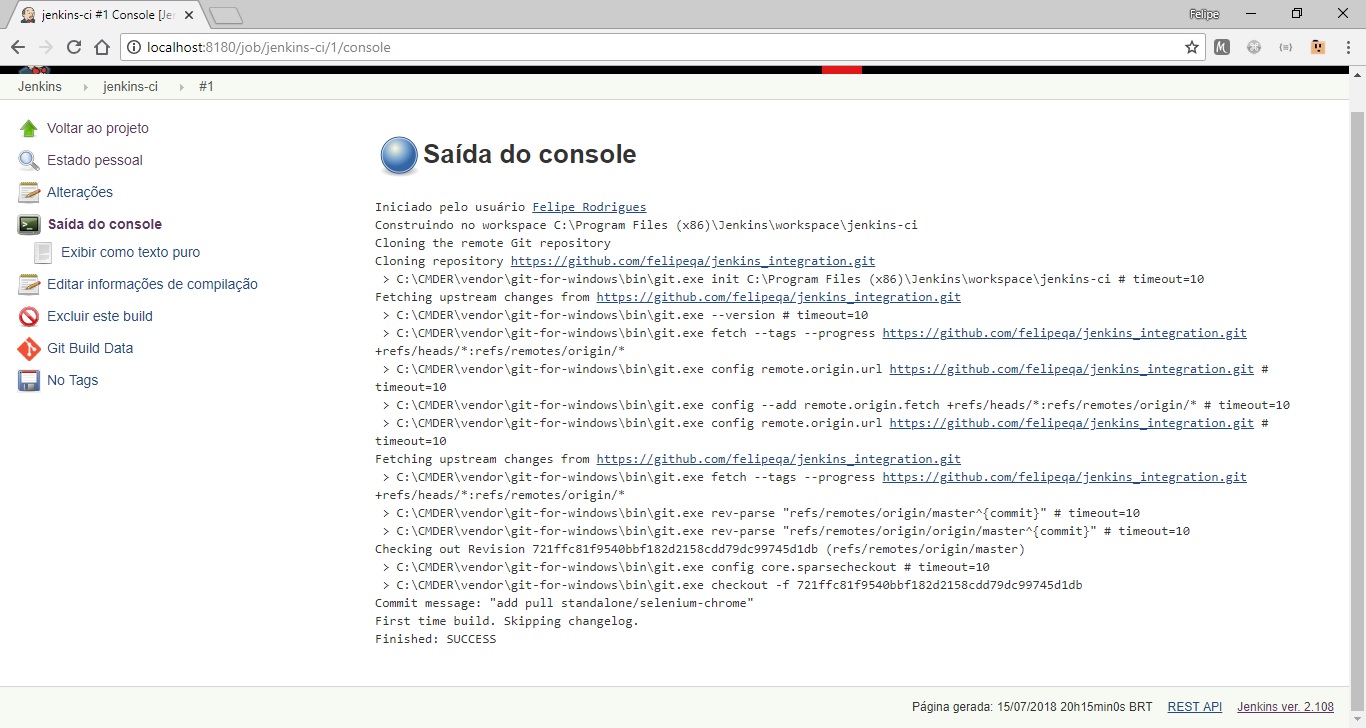 jenkins-ci #1 Console [Je
Felipe
localhost:8180/job/jenkins-ci/1/console
Jenkins
jenkins-ci
#1
Voltar ao projeto
Estado pessoal
Alterações
Saída do console
Exibir como texto puro
Editar informações de compilação
Excluir este build
Git Build Data
No Tags
Saída do console
Iniciado pelo usuário Felipe Rodrigues
Construindo no workspace C:\Program Files (x86)\Jenkins\workspace\jenkins-ci
Cloning the remote Git repository
Cloning repository https://github.com/felipeqa/jenkins_integration.git
> C:\CMDER\vendor\git-for-windows\bin\git.exe init C:\Program Files (x86)\Jenkins\workspace\jenkins-ci # timeout=10
Fetching upstream changes from https://github.com/felipeqa/jenkins_integration.git
> C:\CMDER\vendor\git-for-windows\bin\git.exe --version # timeout=10
> C:\CMDER\vendor\git-for-windows\bin\git.exe fetch --tags --progress https://github.com/felipeqa/jenkins_integration.git
+refs/heads/*:refs/remotes/origin/*
> C:\CMDER\vendor\git-for-windows\bin\git.exe config remote.origin.url https://github.com/felipeqa/jenkins_integration.git #
timeout=10
> C:\CMDER\vendor\git-for-windows\bin\git.exe config --add remote.origin.fetch +refs/heads/*:refs/remotes/origin/* # timeout=10
> C:\CMDER\vendor\git-for-windows\bin\git.exe config remote.origin.url https://github.com/felipeqa/jenkins_integration.git #
timeout=10
Fetching upstream changes from https://github.com/felipeqa/jenkins_integration.git
> C:\CMDER\vendor\git-for-windows\bin\git.exe fetch --tags --progress https://github.com/felipeqa/jenkins_integration.git
+refs/heads/*:refs/remotes/origin/*
> C:\CMDER\vendor\git-for-windows\bin\git.exe rev-parse "refs/remotes/origin/master^{commit}" # timeout=10
> C:\CMDER\vendor\git-for-windows\bin\git.exe rev-parse "refs/remotes/origin/origin/master^{commit}" # timeout=10
Checking out Revision 721ffc81f9540bbf182d2158cdd79dc99745d1db (refs/remotes/origin/master)
> C:\CMDER\vendor\git-for-windows\bin\git.exe config core.sparsecheckout # timeout=10
> C:\CMDER\vendor\git-for-windows\bin\git.exe checkout -f 721ffc81f9540bbf182d2158cdd79dc99745d1db
Commit message: "add pull standalone/selenium-chrome"
First time build. Skipping changelog.
Finished: SUCCESS
Página gerada: 15/07/2018 20h15min0s BRT
REST API
Jenkins ver. 2.108